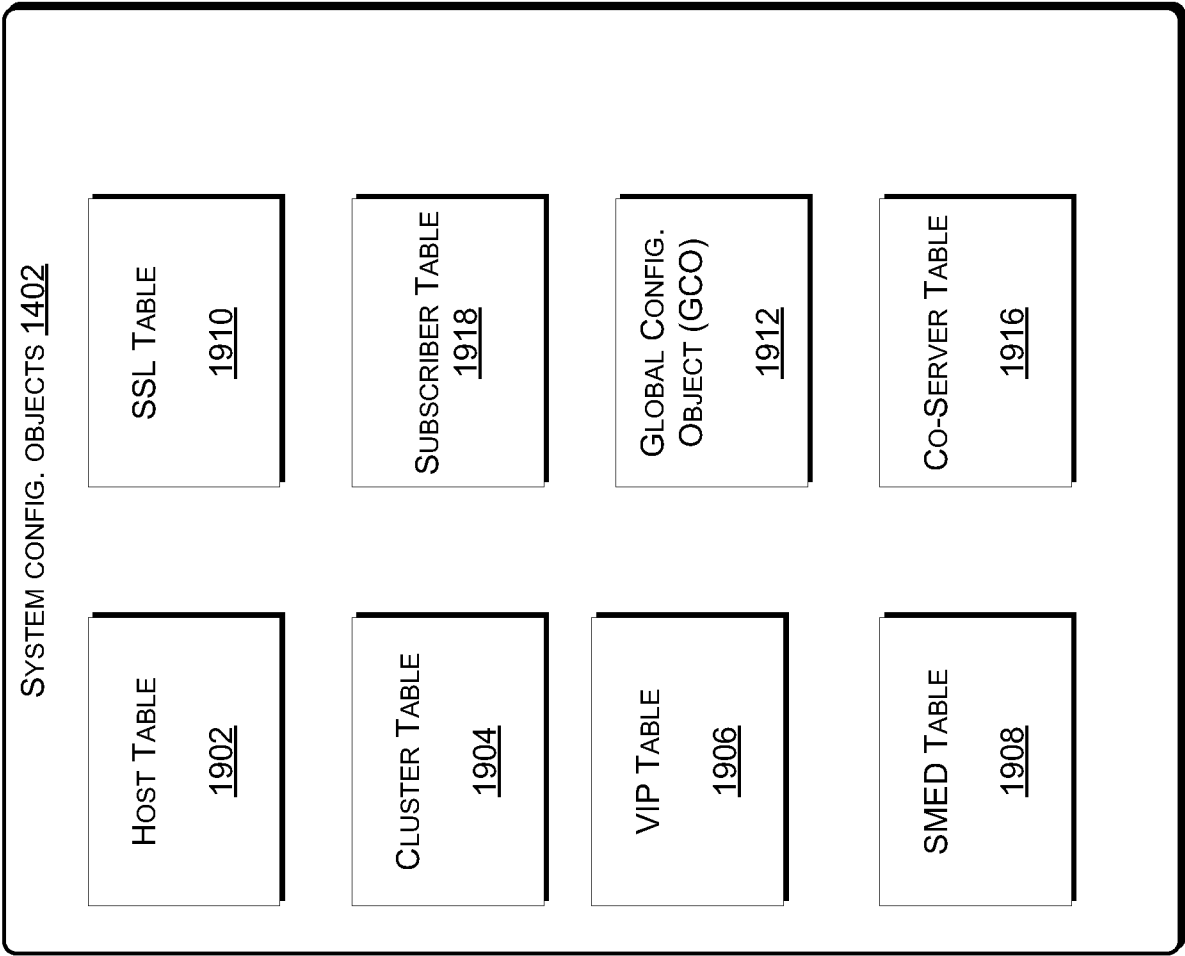 SYSTEM CONFIG. OBJECTS 1402
HOST TABLE
1902
SSL TABLE
1910
CLUSTER TABLE
1904
SUBSCRIBER TABLE
1918
VIP TABLE
1906
GLOBAL CONFIG.
OBJECT (GCO)
1912
SMED TABLE
1908
CO-SERVER TABLE
1916